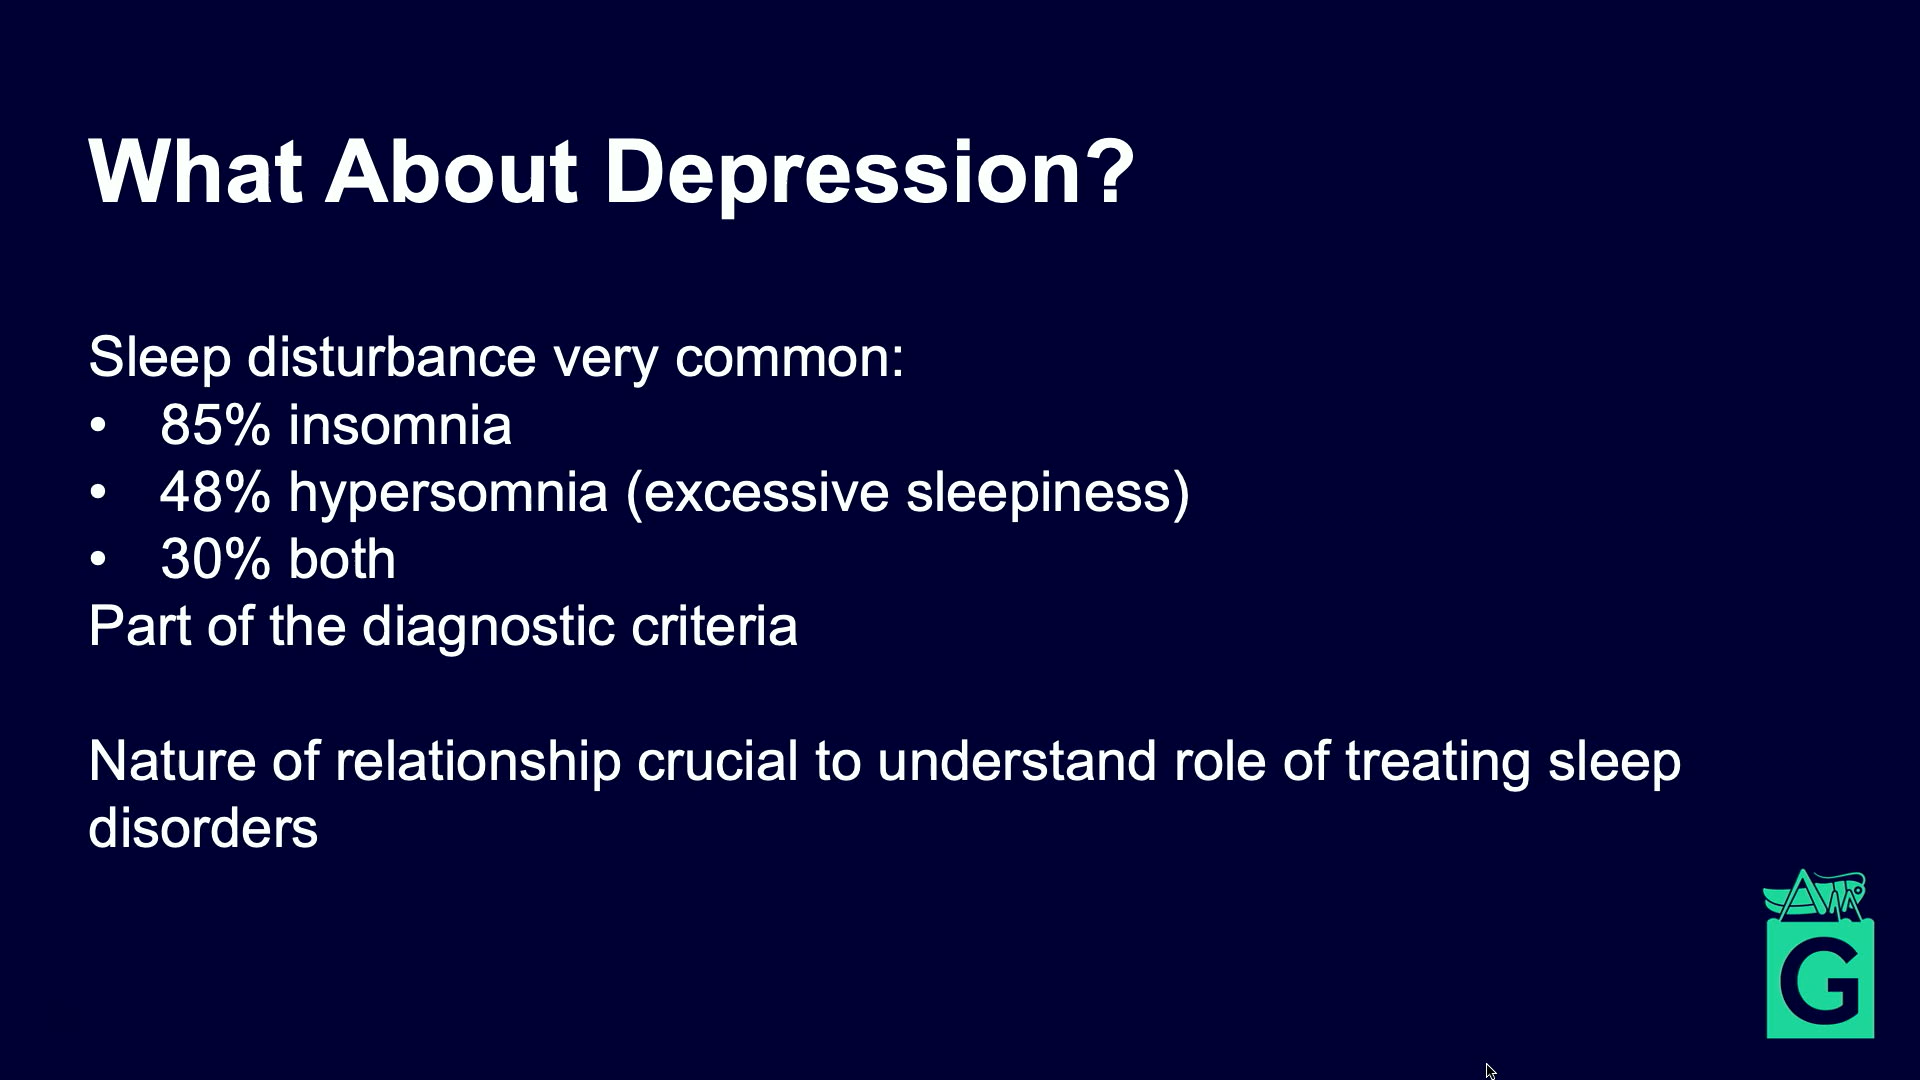 What About Depression?
Sleep disturbance very common:
• 85% insomnia
• 48% hypersomnia (excessive sleepiness)
• 30% both
Part of the diagnostic criteria
Nature of relationship crucial to understand role of treating sleep
disorders
G